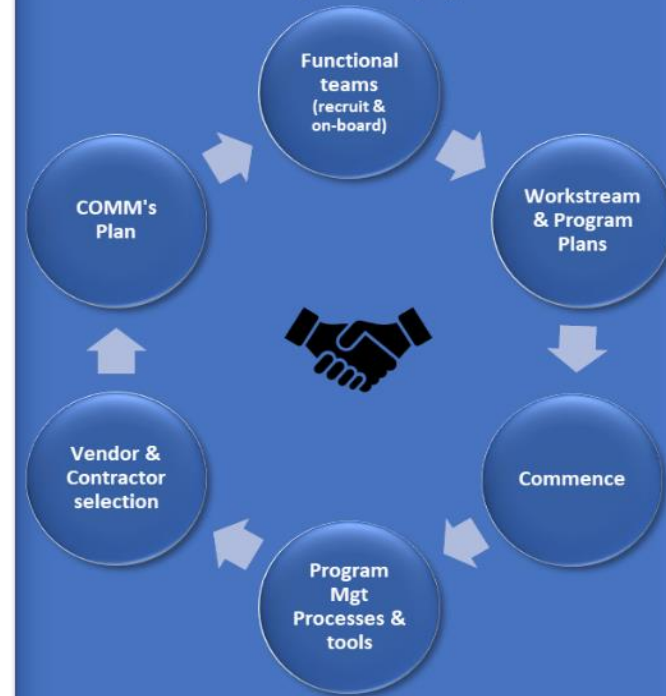 Functional
teams
(recruit &
on-board)
Workstream
& Program
Plans
Commence
Program
Mgt
Processes &
tools
Vendor &
Contractor
selection
COMM's
Plan